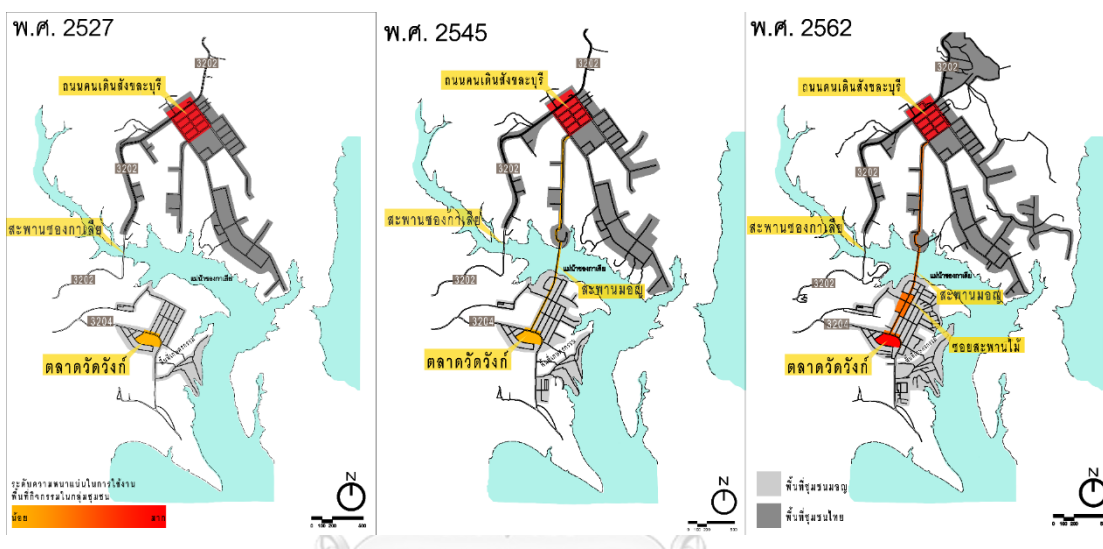 พ.ศ. 2527
3202
ถนนคนเดินสังขละบุรี
3202
สะพานซองกาเลีย
แม่น้ำซองกาเลีย
3202
3204
ตลาดวัดวังก์
ระดับความหนาแน่นในการใช้งาน
พื้นที่กิจกรรมในกลุ่มชุมชน
น้อย
มาก
N
0 100 200 500
พ.ศ. 2545
3202
ถนนคนเดินสังขละบุรี
3202
สะพานซองกาเลีย
แม่น้ำซองกาเลีย
3202
สะพานมอญ
3204
ตลาดวัดวังก์
N
0 100 200 500
พ.ศ. 2562
3202
ถนนคนเดินสังขละบุรี
3202
สะพานซองกาเลีย
แม่น้ำซองกาเลีย
3202
สะพานมอญ
3204
ซอยสะพานไม้
ตลาดวัดวังก์
พื้นที่ชุมชนมอญ
พื้นที่ชุมชนไทย
N
0 100 200 500